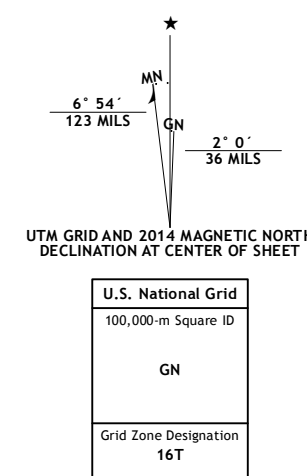 ★
MN
GN
6° 54´
123 MILS
2° 0´
36 MILS
UTM GRID AND 2014 MAGNETIC NORTH
DECLINATION AT CENTER OF SHEET
U.S. National Grid
100,000-m Square ID
GN
Grid Zone Designation
16T